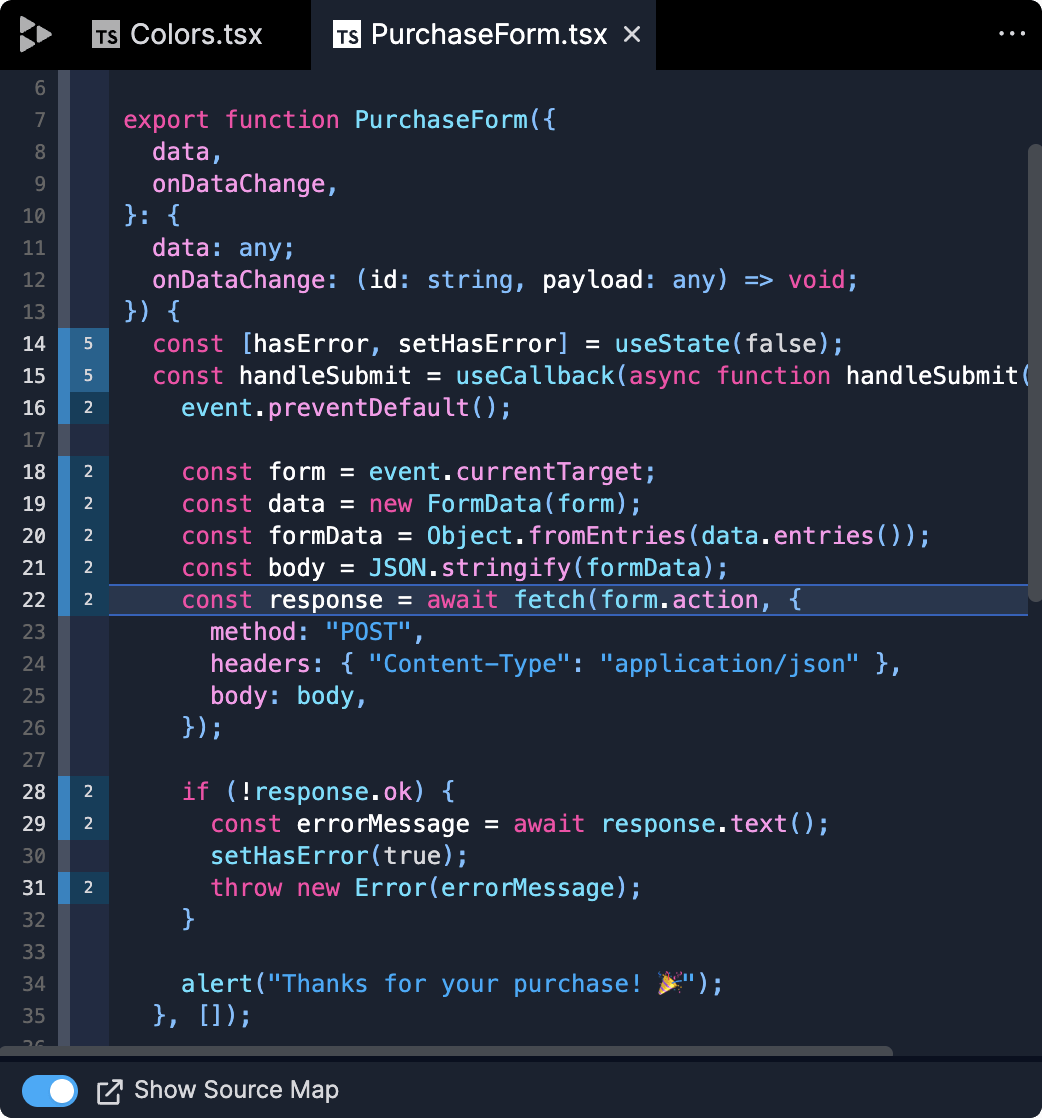 TS Colors.tsx TS PurchaseForm.tsx
6
7 export function PurchaseForm({
8 data,
9 onDataChange,
10 }: {
11 data: any;
12 onDataChange: (id: string, payload: any) => void;
13 }) {
14 5 const [hasError, setHasError] = useState(false);
15 5 const handleSubmit = useCallback(async function handleSubmit(
16 2 event.preventDefault();
17
18 2 const form = event.currentTarget;
19 2 const data = new FormData(form);
20 2 const formData = Object.fromEntries(data.entries());
21 2 const body = JSON.stringify(formData);
22 2 const response = await fetch(form.action, {
23 method: "POST",
24 headers: { "Content-Type": "application/json" },
25 body: body,
26 });
27
28 2 if (!response.ok) {
29 2 const errorMessage = await response.text();
30 setHasError(true);
31 2 throw new Error(errorMessage);
32 }
33
34 alert("Thanks for your purchase! 🎉");
35 }, []);
36
Show Source Map